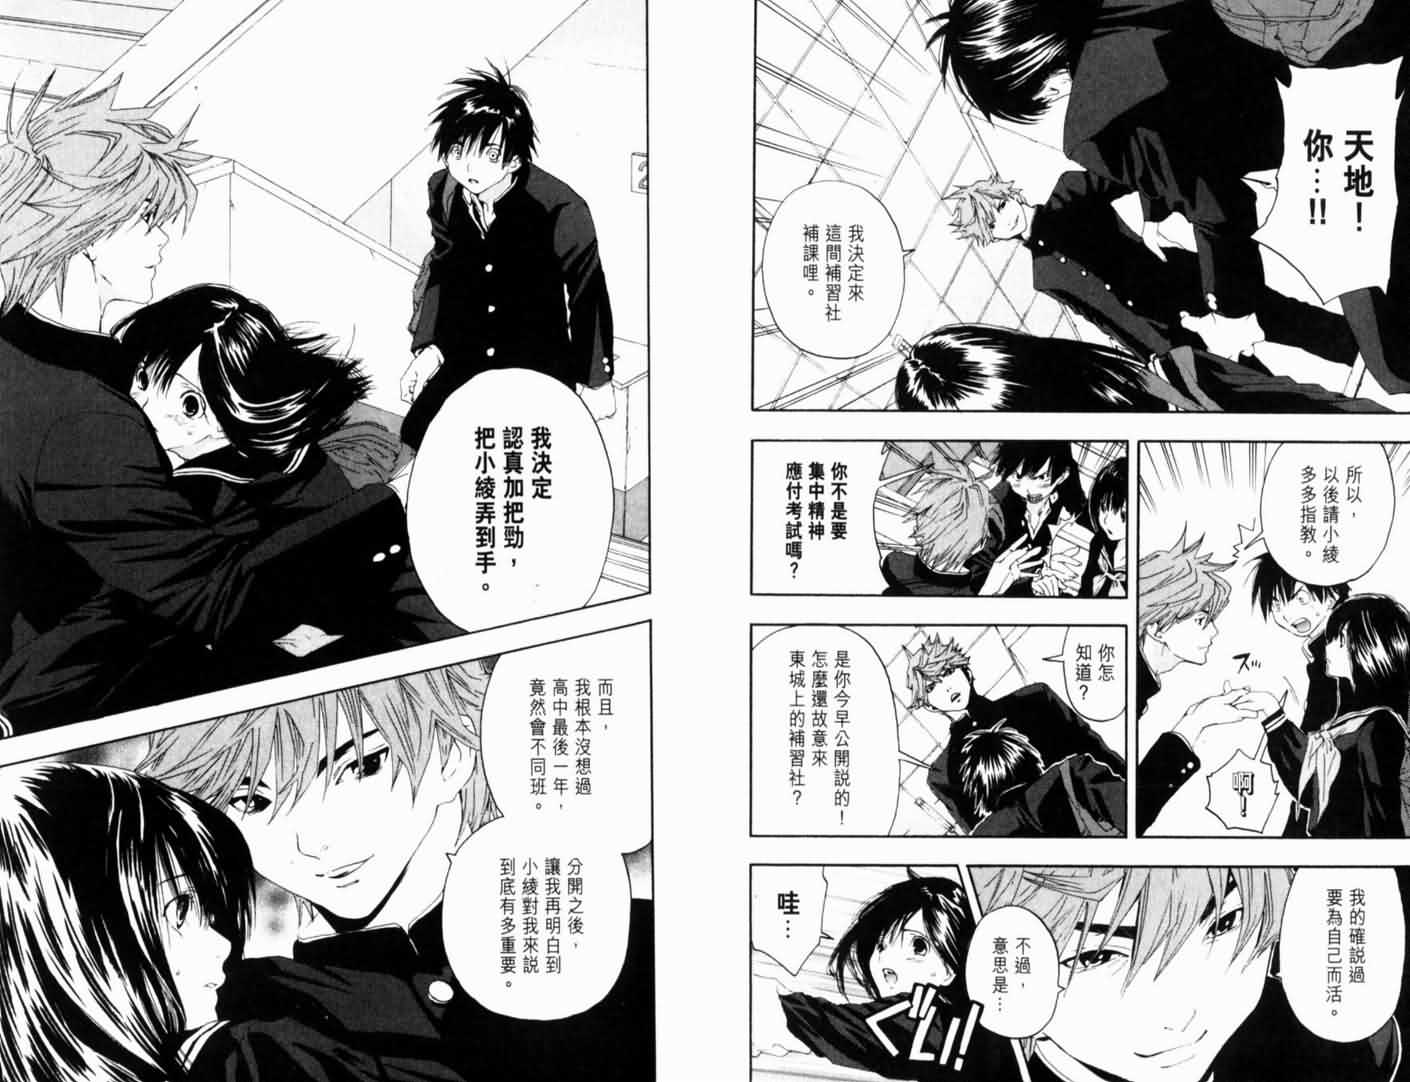 天地！
你…!!
我決定來
這間補習社
補課哩。
所以，
以後請小綾
多多指教。
ズッ
啊！
你不是要
集中精神
應付考試嗎？
你怎
知道？
是你今早公開說的！
怎麼還故意來
東城上的補習社？
我的確說過
要為自己而活。
不過，
意思是…
哇…
ぐいっ！
2
我決定
認真加把勁，
把小綾弄到手。
而且，
我根本沒想過
高中最後一年，
竟然會不同班。
分開之後，
讓我再明白到
小綾對我來說
到底有多重要。